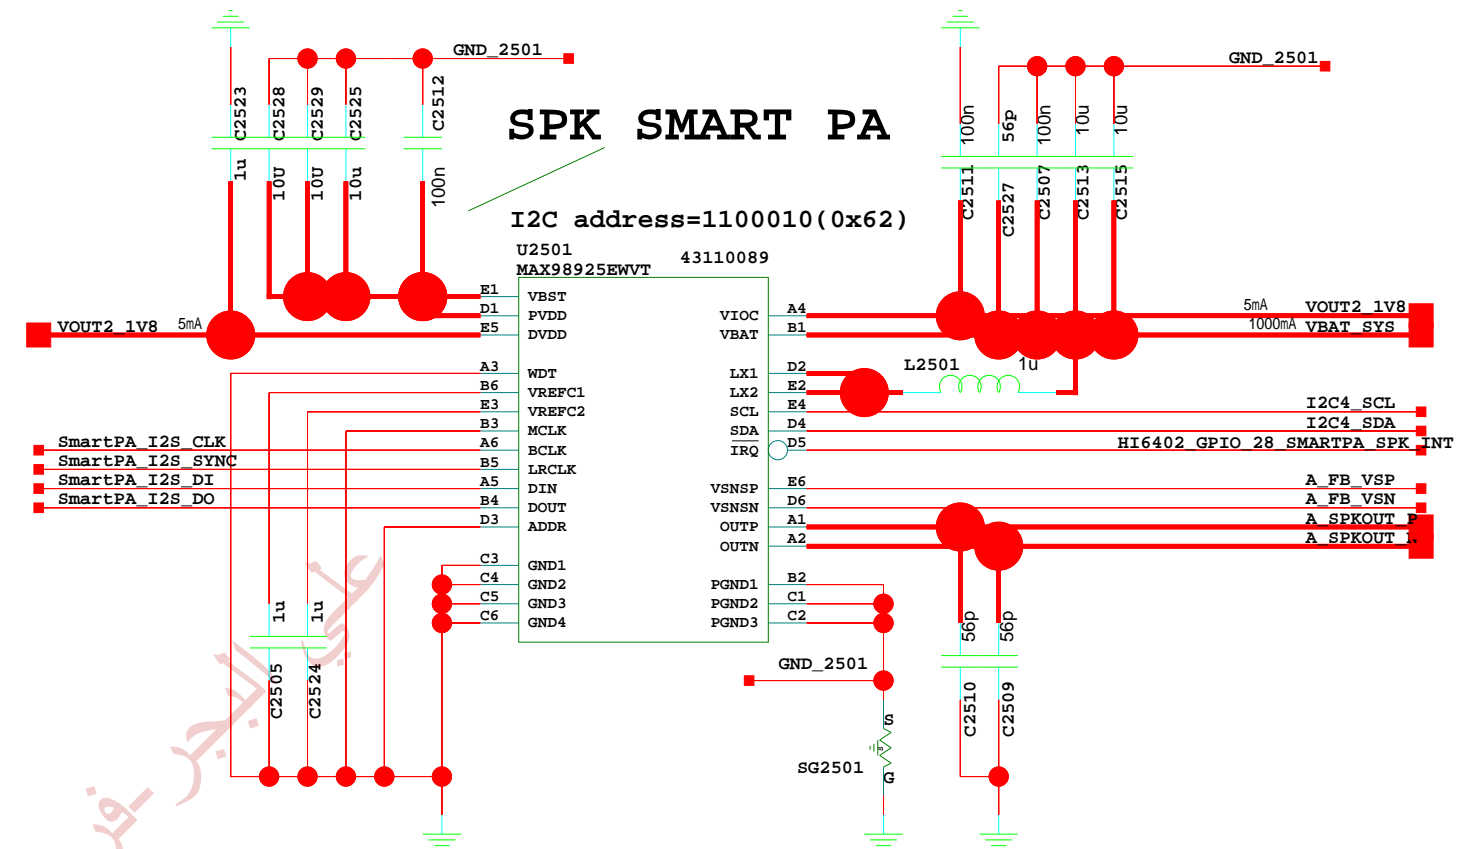 GND_2501
GND_2501
C2523
C2528
C2529
C2525
C2512
1u
10U
10U
10u
100n
SPK SMART PA
100n
56p
100n
10u
10u
C2511
C2527
C2507
C2513
C2515
I2C address=1100010(0x62)
U2501
43110089
MAX98925EWVT
E1 VBST
D1 PVDD
VOUT2_1V8 5mA E5 DVDD
VIOC A4 5mA VOUT2_1V8
VBAT B1 1000mA VBAT_SYS
A3 WDT
LX1 D2 L2501 1u
B6 VREFC1
LX2 E2
E3 VREFC2
SCL E4 I2C4_SCL
B3 MCLK
SDA D4 I2C4_SDA
SmartPA_I2S_CLK A6 BCLK
IRQ D5 HI6402_GPIO_28_SMARTPA_SPK_INT
SmartPA_I2S_SYNC B5 LRCLK
SmartPA_I2S_DI A5 DIN
VSNSP E6 A_FB_VSP
SmartPA_I2S_DO B4 DOUT
VSNSN D6 A_FB_VSN
D3 ADDR
OUTP A1 A_SPKOUT_P
OUTN A2 A_SPKOUT_N
C3 GND1
C4 GND2
C5 GND3
C6 GND4
PGND1 B2
PGND2 C1
PGND3 C2
1u
1u
C2505
C2524
56p
56p
C2510
C2509
GND_2501
S
SG2501
G
علي البحر -فر